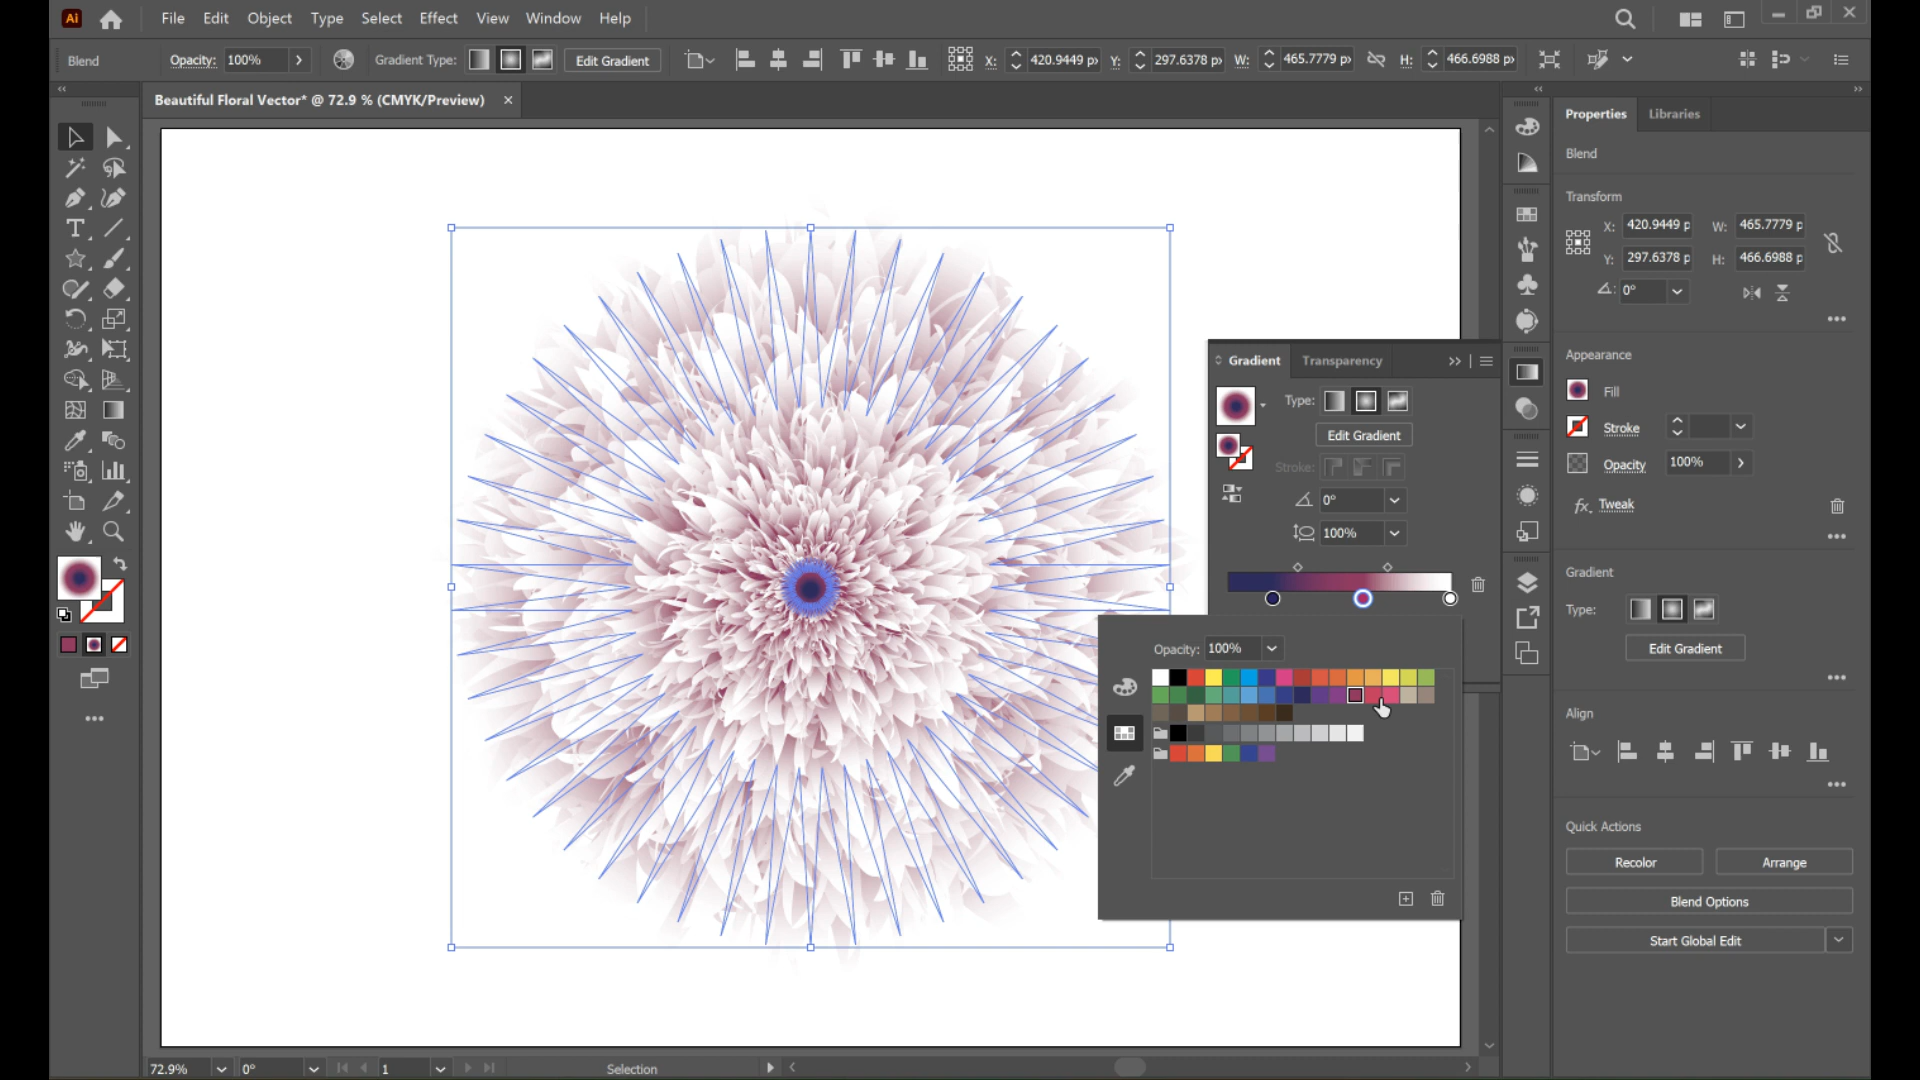 Ai File Edit Object Type Select Effect View Window Help
Blend Opacity: 100% Gradient Type: Edit Gradient X: 420.9449 p Y: 297.6378 p W: 465.7779 p H: 466.6988 p
Beautiful Floral Vector* @ 72.9 % (CMYK/Preview)
Properties Libraries
Blend
Transform
X: 420.9449 p W: 465.7779 p
Y: 297.6378 p H: 466.6988 p
0°
Appearance
Fill
Stroke
Opacity 100%
fx Tweak
Gradient
Type:
Edit Gradient
Align
Quick Actions
Recolor Arrange
Blend Options
Start Global Edit
Gradient Transparency
Type:
Edit Gradient
Stroke:
0°
100%
Opacity: 100%
72.9% 0° 1 Selection